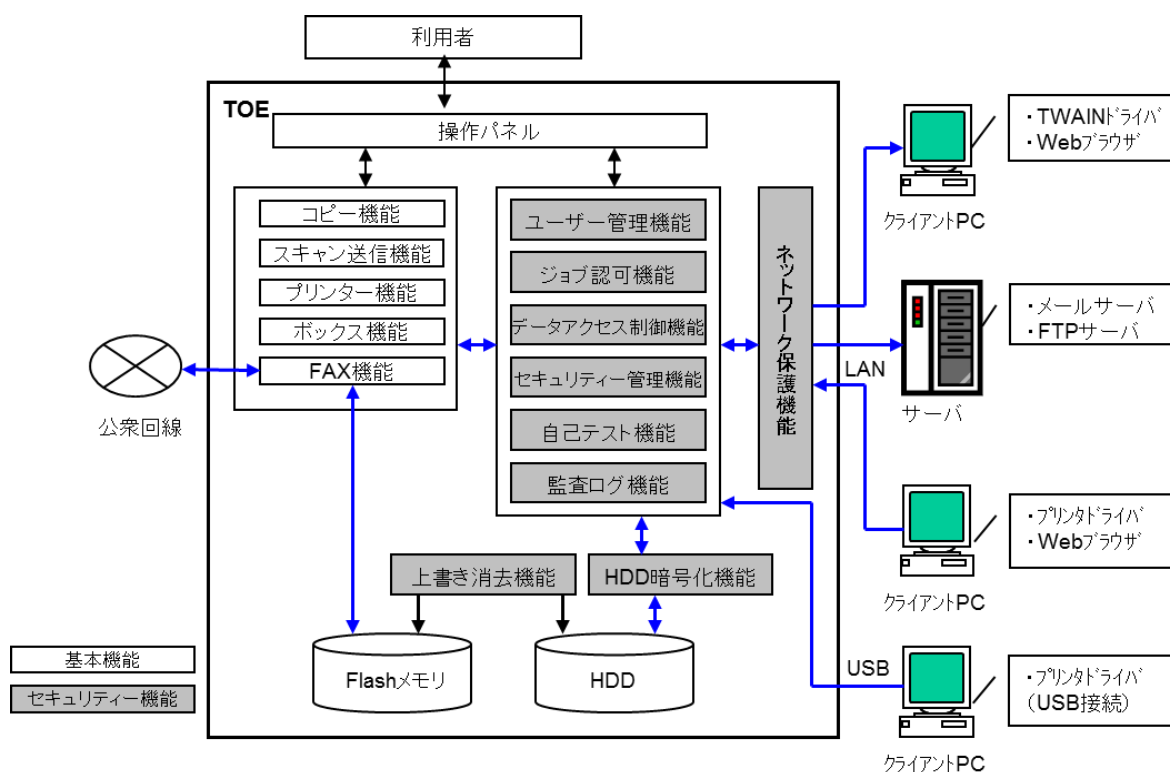 利用者
TOE
操作パネル
コピー機能
スキャン送信機能
プリンター機能
ボックス機能
FAX機能
ユーザー管理機能
ジョブ認可機能
データアクセス制御機能
セキュリティー管理機能
自己テスト機能
監査ログ機能
ネットワーク保護機能
上書き消去機能
HDD暗号化機能
Flashメモリ
HDD
公衆回線
基本機能
セキュリティー機能
・TWAINドライバ
・Webブラウザ
クライアントPC
・メールサーバ
・FTPサーバ
LAN
サーバ
・プリンタドライバ
・Webブラウザ
クライアントPC
USB
・プリンタドライバ
(USB接続)
クライアントPC